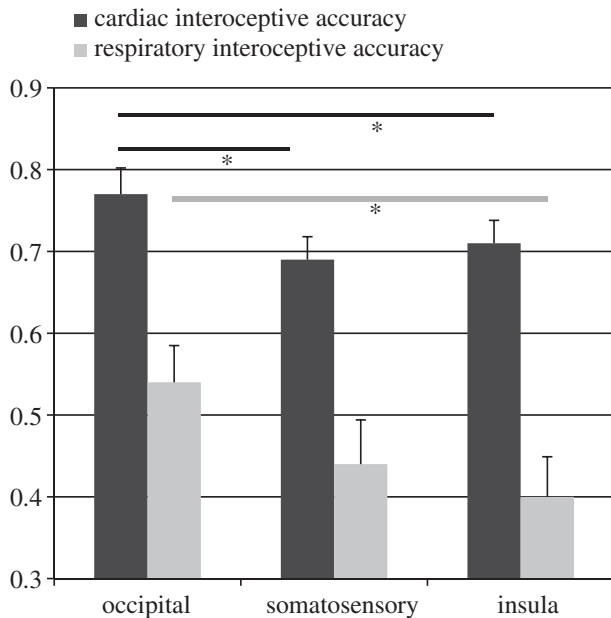 cardiac interoceptive accuracy
respiratory interoceptive accuracy
0.9
0.8
0.7
0.6
0.5
0.4
0.3
*
*
*
occipital
somatosensory
insula